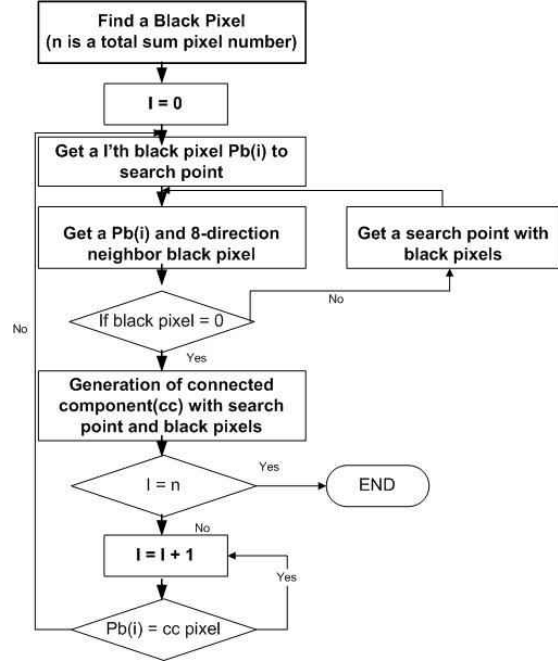 Find a Black Pixel
(n is a total sum pixel number)
I = 0
Get a I'th black pixel Pb(i) to
search point
Get a Pb(i) and 8-direction
neighbor black pixel
Get a search point with
black pixels
No
If black pixel = 0
No
Yes
Generation of connected
component(cc) with search
point and black pixels
Yes
I = n
END
No
I = I + 1
Yes
Pb(i) = cc pixel